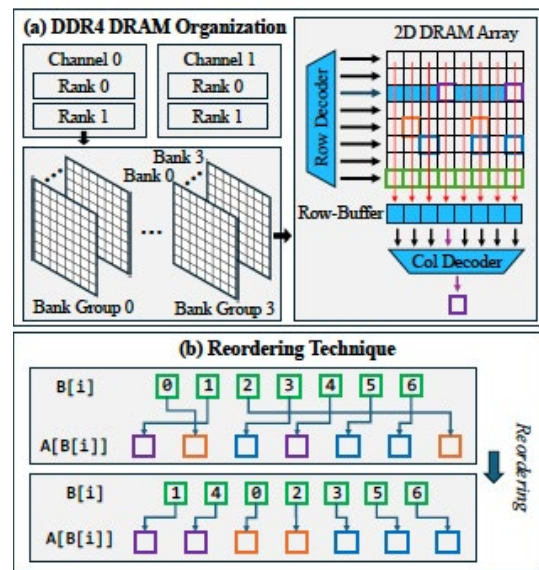 (a) DDR4 DRAM Organization
Channel 0
Rank 0
Rank 1
Channel 1
Rank 0
Rank 1
Bank 3
Bank 0
...
Bank Group 0
Bank Group 3
2D DRAM Array
Row Decoder
Row-Buffer
Col Decoder
(b) Reordering Technique
B[i] 0 1 2 3 4 5 6
A[B[i]]
Reordering
B[i] 1 4 0 2 3 5 6
A[B[i]]